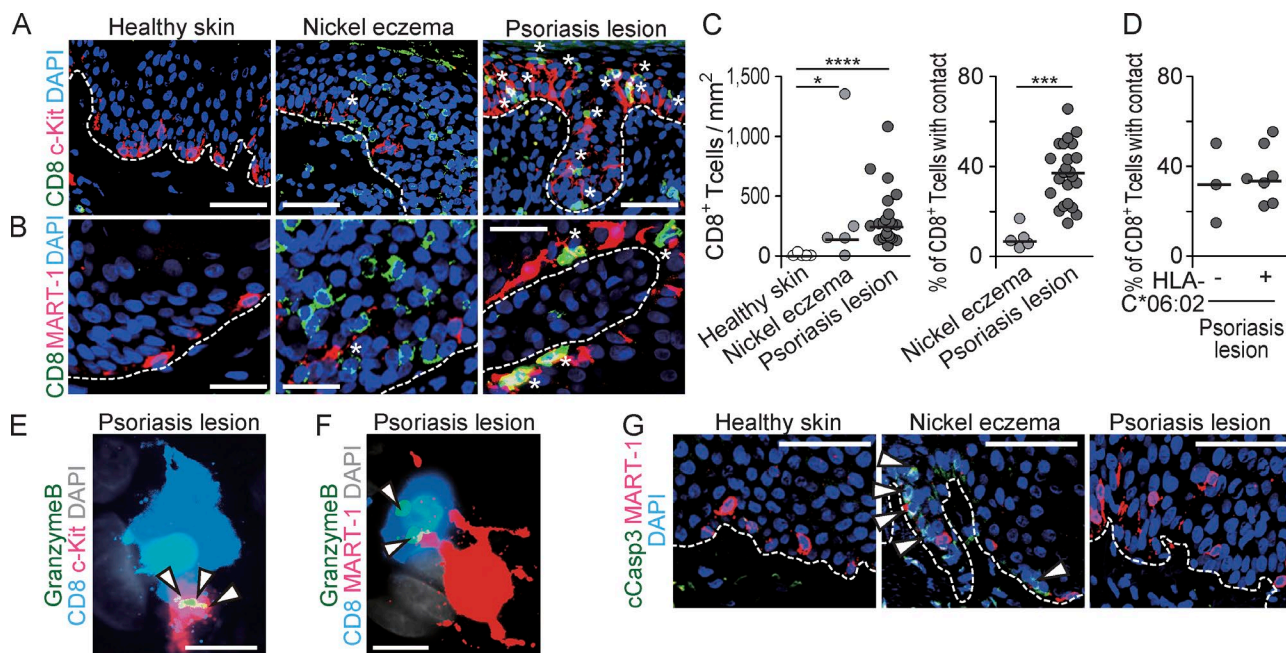 A
Healthy skin
Nickel eczema
Psoriasis lesion
CD8 c-Kit DAPI
B
CD8 MART-1 DAPI
C
CD8+ Tcells / mm2
1,500
1,000
500
0
*
****
Healthy skin
Nickel eczema
Psoriasis lesion
% of CD8+ Tcells with contact
80
40
0
***
Nickel eczema
Psoriasis lesion
D
% of CD8+ Tcells with contact
80
40
0
HLA-
C*06:02
-
+
Psoriasis
lesion
E
Psoriasis lesion
GranzymeB
CD8 c-Kit DAPI
F
Psoriasis lesion
GranzymeB
CD8 MART-1 DAPI
G
Healthy skin
Nickel eczema
Psoriasis lesion
cCasp3 MART-1
DAPI